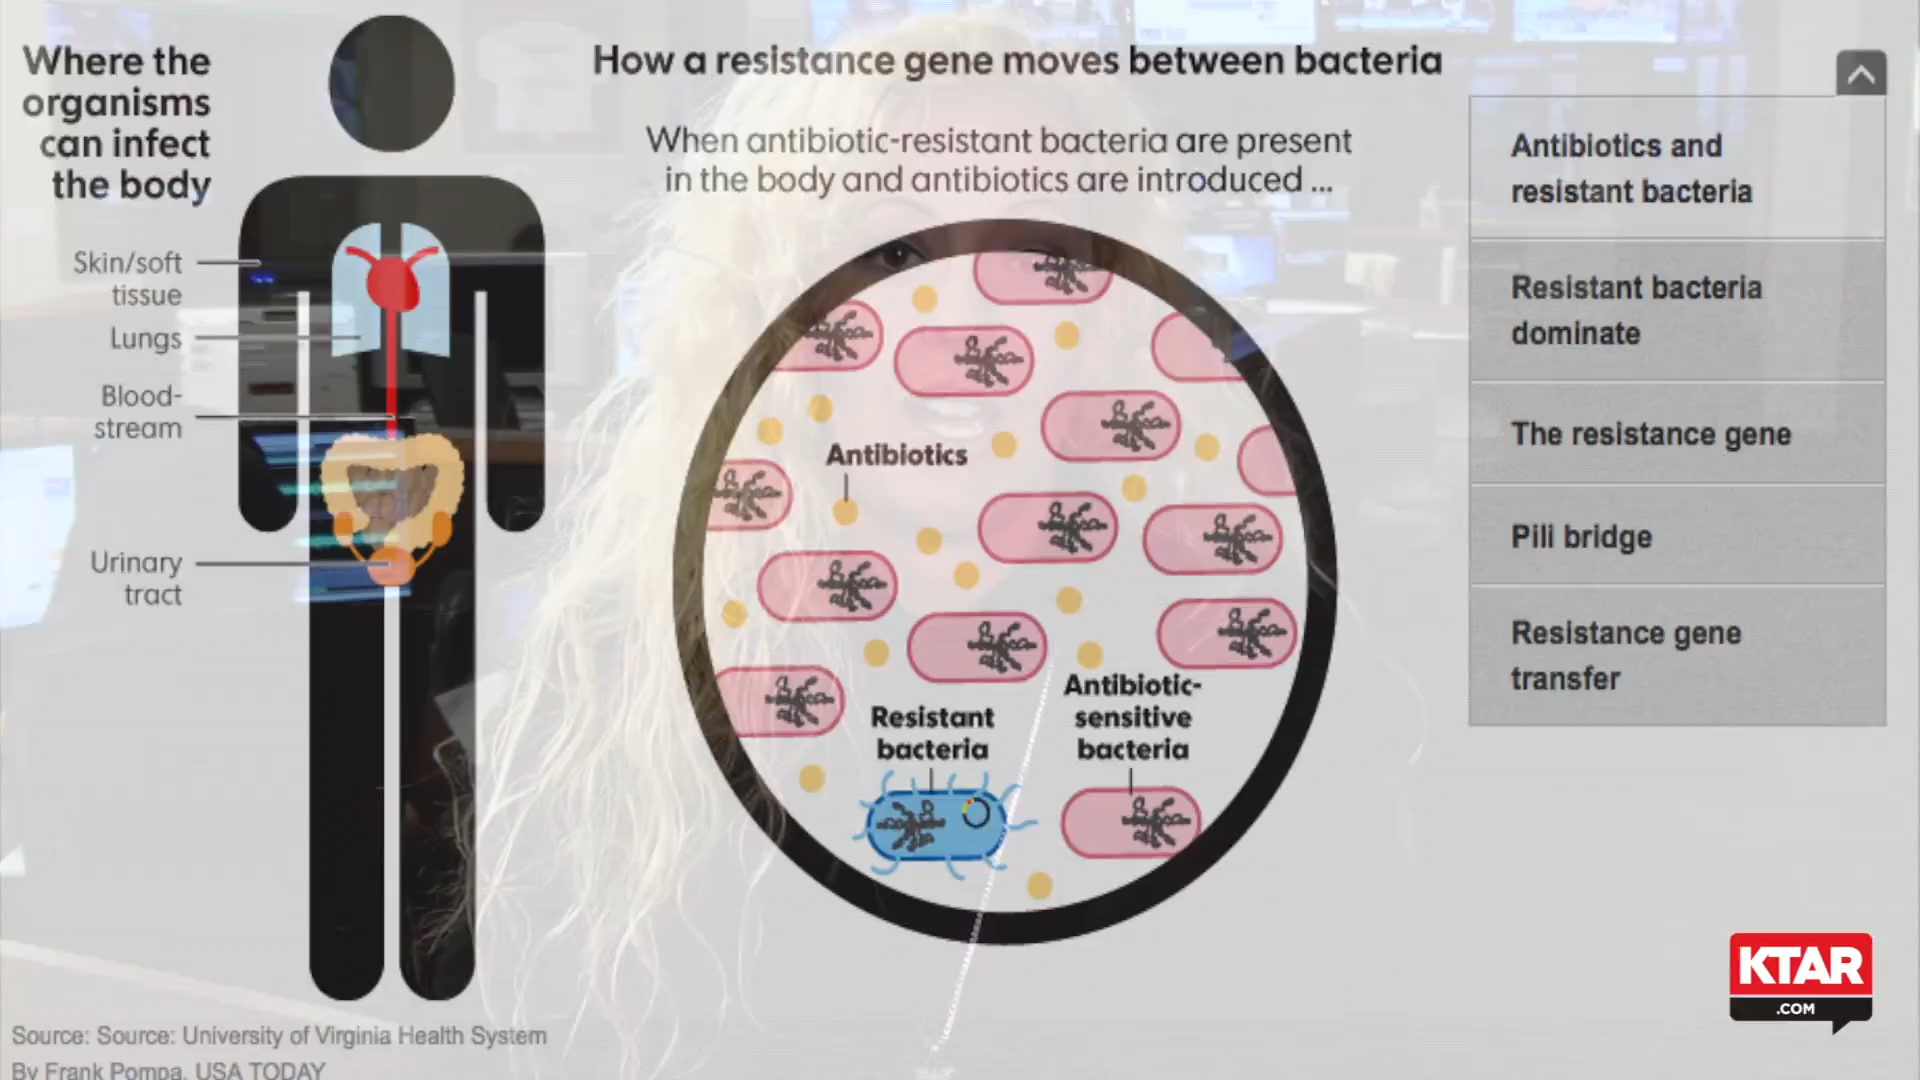 Where the
organisms
can infect
the body
Skin/soft
tissue
Lungs
Blood-
stream
Urinary
tract
How a resistance gene moves between bacteria
When antibiotic-resistant bacteria are present
in the body and antibiotics are introduced ...
Antibiotics
Resistant
bacteria
Antibiotic-
sensitive
bacteria
Antibiotics and
resistant bacteria
Resistant bacteria
dominate
The resistance gene
Pili bridge
Resistance gene
transfer
Source: Source: University of Virginia Health System
By Frank Pompa, USA TODAY
KTAR
.COM